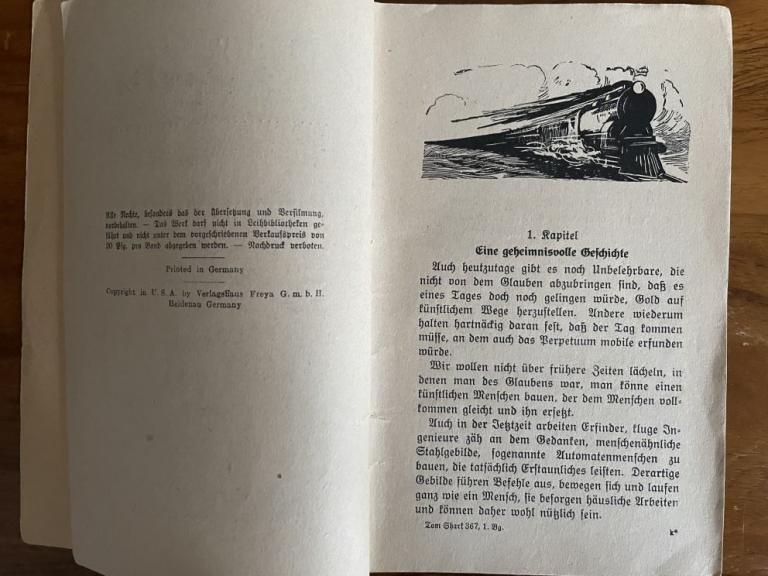 Alle Rechte, besonders das der Übersetzung und Verfilmung,
vorbehalten. — Das Werk darf nicht in Leihbibliotheken ge-
führt und nicht unter dem vorgeschriebenen Verkaufspreis von
20 Pfg. pro Band abgegeben werden. — Nachdruck verboten.
Printed in Germany
Copyright in U. S. A. by Verlagshaus Freya G. m. b. H.
Heidenau Germany
1. Kapitel
Eine geheimnisvolle Geschichte
Auch heutzutage gibt es noch Unbelehrbare, die
nicht von dem Glauben abzubringen sind, daß es
eines Tages doch noch gelingen würde, Gold auf
künstlichem Wege herzustellen. Andere wiederum
halten hartnäckig daran fest, daß der Tag kommen
müsse, an dem auch das Perpetuum mobile erfunden
würde.
Wir wollen nicht über frühere Zeiten lächeln, in
denen man des Glaubens war, man könne einen
künstlichen Menschen bauen, der dem Menschen voll-
kommen gleicht und ihn ersetzt.
Auch in der Jetztzeit arbeiten Erfinder, kluge In-
genieure zäh an dem Gedanken, menschenähnliche
Stahlgebilde, sogenannte Automatenmenschen zu
bauen, die tatsächlich Erstaunliches leisten. Derartige
Gebilde führen Befehle aus, bewegen sich und laufen
ganz wie ein Mensch, sie besorgen häusliche Arbeiten
und können daher wohl nützlich sein.
Tom Shark 367, 1. Bg.